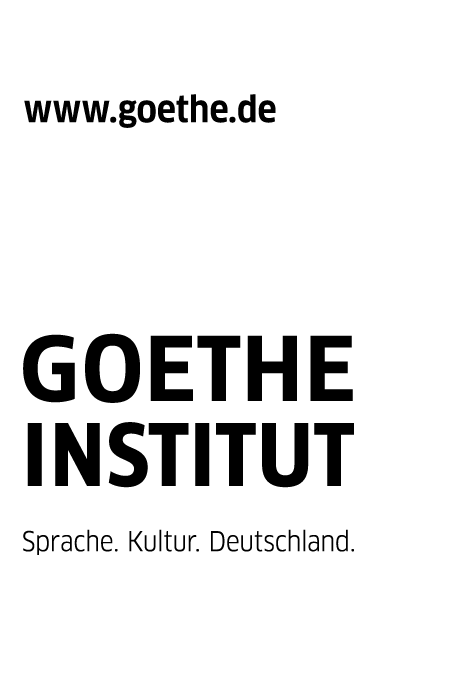 www.goethe.de
GOETHE
INSTITUT
Sprache. Kultur. Deutschland.